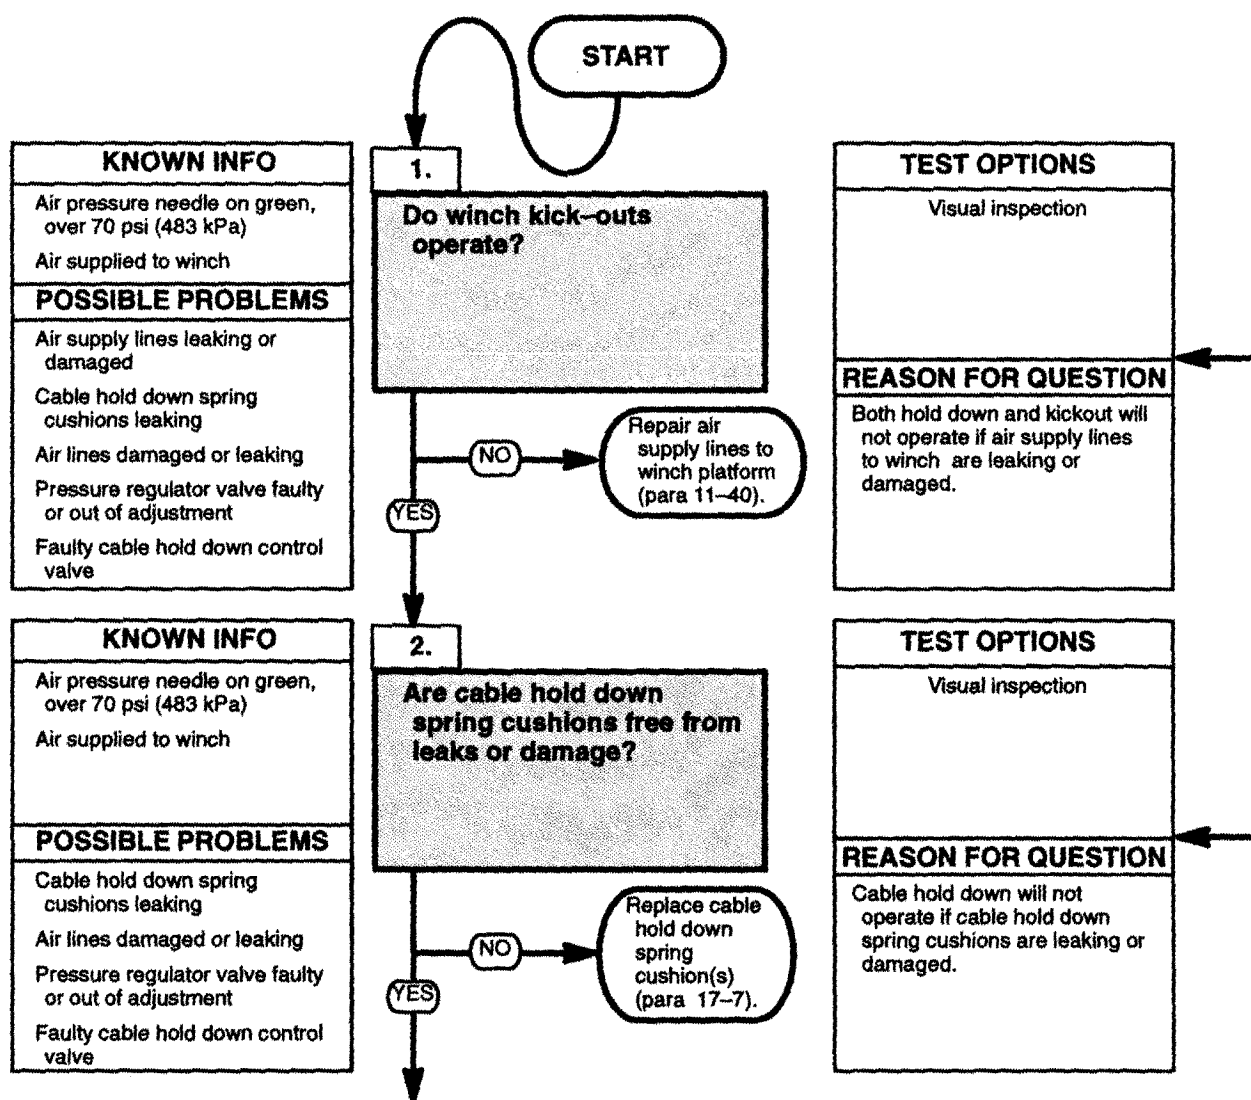 START
KNOWN INFO
Air pressure needle on green,
over 70 psi (483 kPa)
Air supplied to winch
POSSIBLE PROBLEMS
Air supply lines leaking or
damaged
Cable hold down spring
cushions leaking
Air lines damaged or leaking
Pressure regulator valve faulty
or out of adjustment
Faulty cable hold down control
valve
1.
Do winch kick–outs
operate?
NO
Repair air
supply lines to
winch platform
(para 11–40).
YES
TEST OPTIONS
Visual inspection
REASON FOR QUESTION
Both hold down and kickout will
not operate if air supply lines
to winch are leaking or
damaged.
KNOWN INFO
Air pressure needle on green,
over 70 psi (483 kPa)
Air supplied to winch
POSSIBLE PROBLEMS
Cable hold down spring
cushions leaking
Air lines damaged or leaking
Pressure regulator valve faulty
or out of adjustment
Faulty cable hold down control
valve
2.
Are cable hold down
spring cushions free from
leaks or damage?
NO
Replace cable
hold down
spring
cushion(s)
(para 17–7).
YES
TEST OPTIONS
Visual inspection
REASON FOR QUESTION
Cable hold down will not
operate if cable hold down
spring cushions are leaking or
damaged.